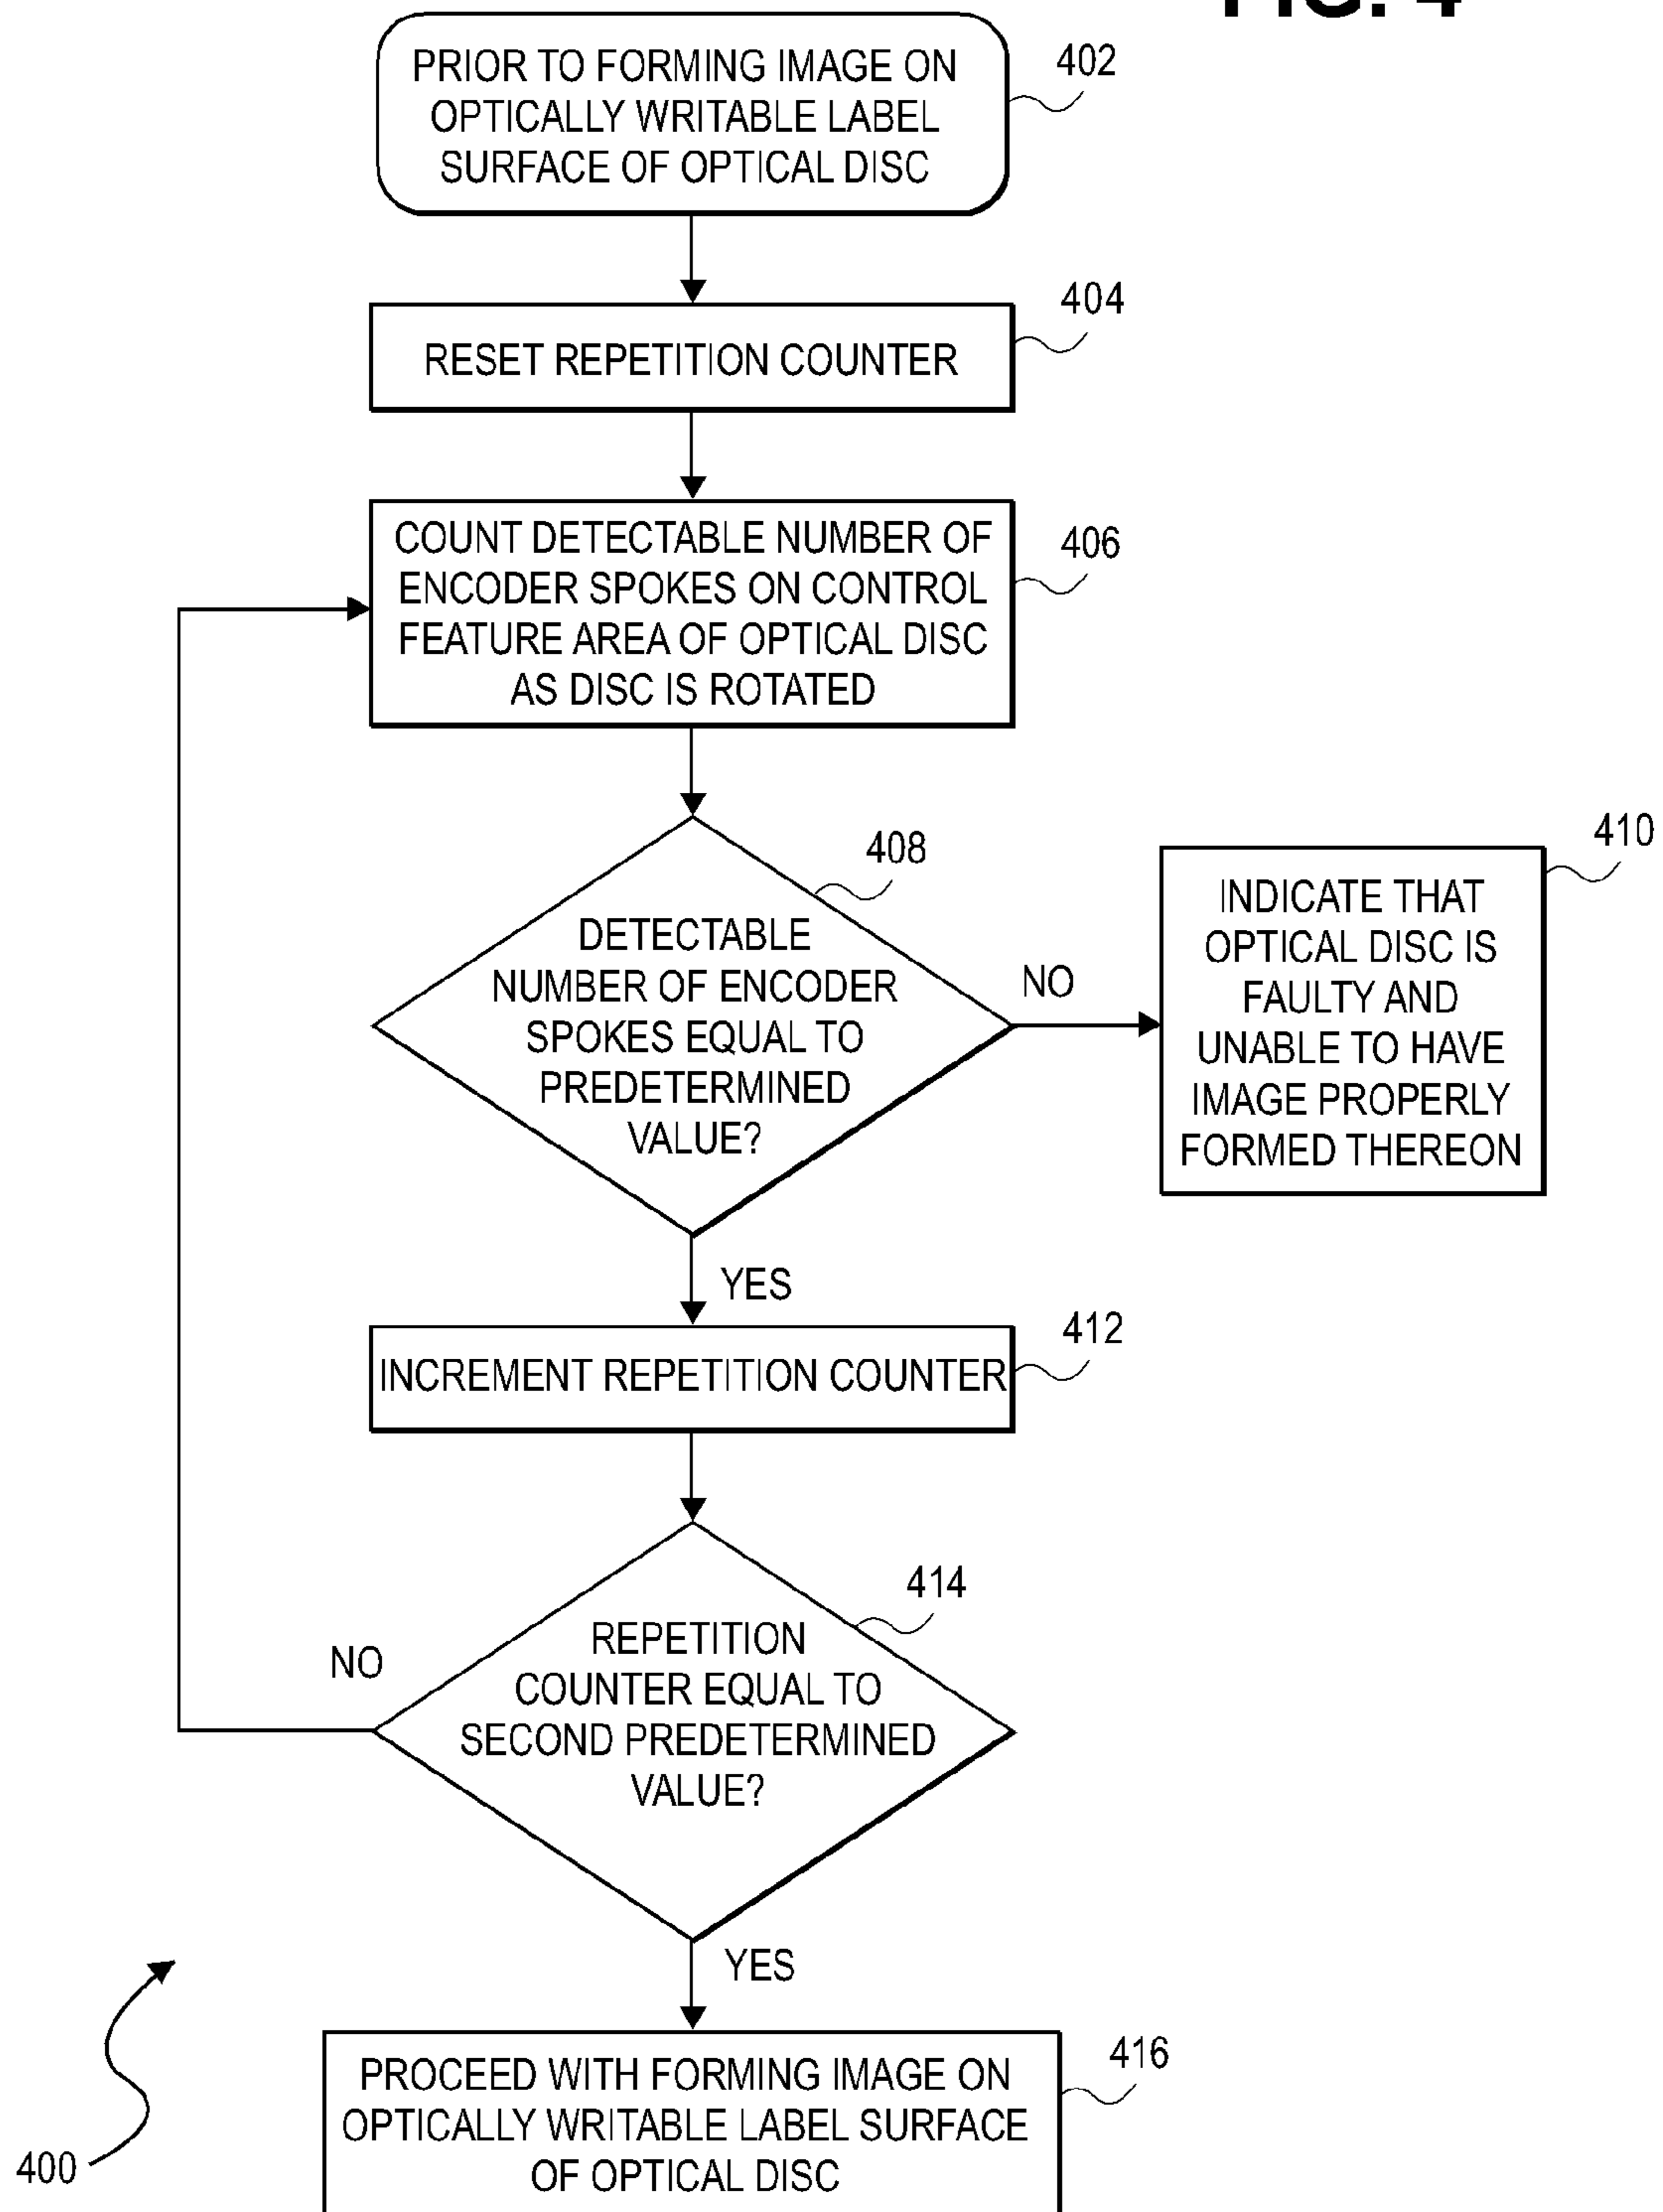 FIG. 4
PRIOR TO FORMING IMAGE ON
OPTICALLY WRITABLE LABEL
SURFACE OF OPTICAL DISC
402
RESET REPETITION COUNTER
404
COUNT DETECTABLE NUMBER OF
ENCODER SPOKES ON CONTROL
FEATURE AREA OF OPTICAL DISC
AS DISC IS ROTATED
406
408
DETECTABLE
NUMBER OF ENCODER
SPOKES EQUAL TO
PREDETERMINED
VALUE?
NO
410
INDICATE THAT
OPTICAL DISC IS
FAULTY AND
UNABLE TO HAVE
IMAGE PROPERLY
FORMED THEREON
YES
INCREMENT REPETITION COUNTER
412
414
REPETITION
COUNTER EQUAL TO
SECOND PREDETERMINED
VALUE?
NO
YES
PROCEED WITH FORMING IMAGE ON
OPTICALLY WRITABLE LABEL SURFACE
OF OPTICAL DISC
416
400